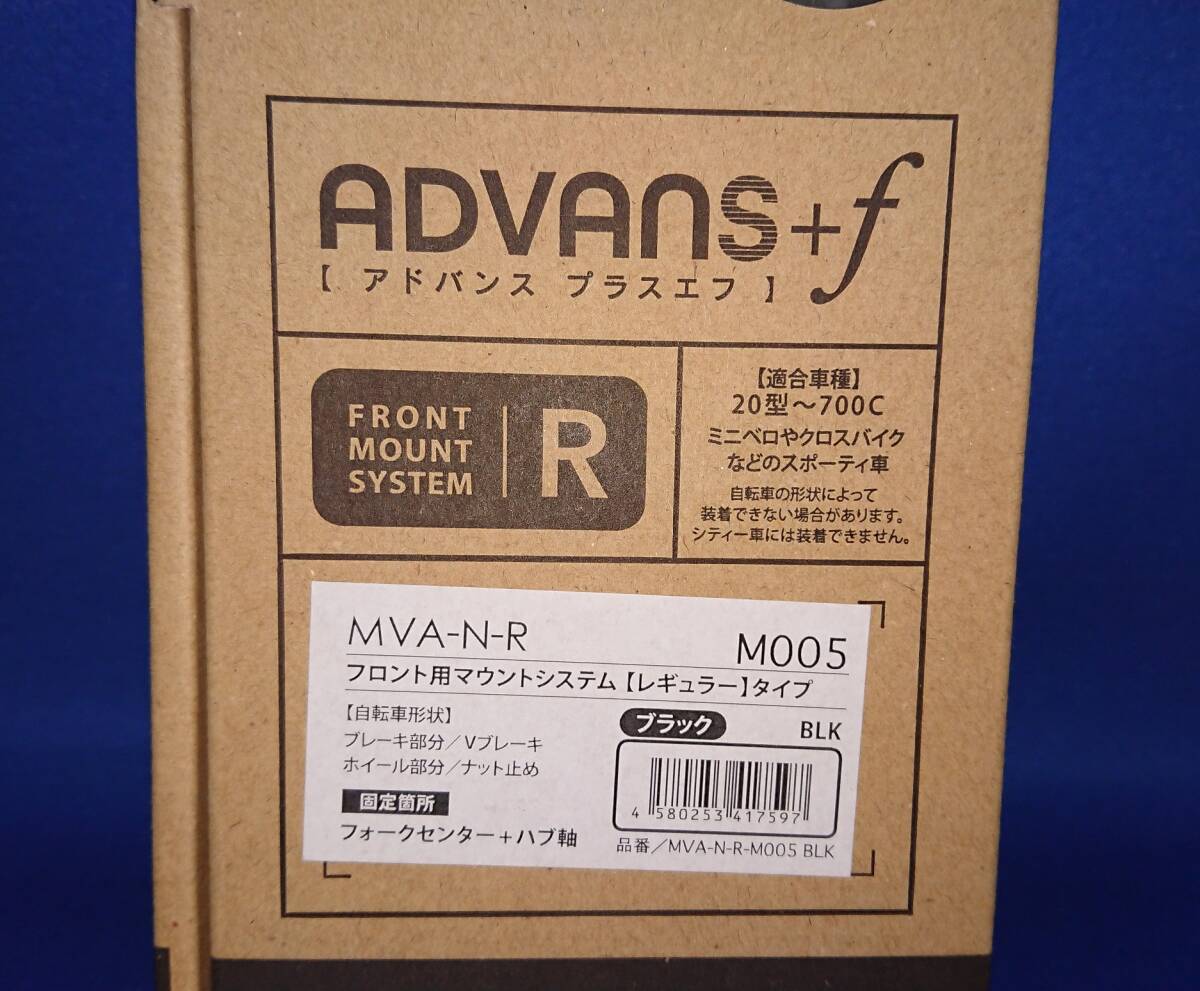 ADVANS+f
【 アドバンス プラスエフ 】
FRONT
MOUNT
SYSTEM
R
【適合車種】
20型～700C
ミニベロやクロスバイク
などのスポーティ車
自転車の形状によって
装着できない場合があります。
シティー車には装着できません。
MVA-N-R
M005
フロント用マウントシステム【レギュラー】タイプ
【自転車形状】
ブレーキ部分／Vブレーキ
ホイール部分／ナット止め
固定箇所
フォークセンター＋ハブ軸
ブラック
BLK
4 580253 417597
品番／MVA-N-R-M005 BLK